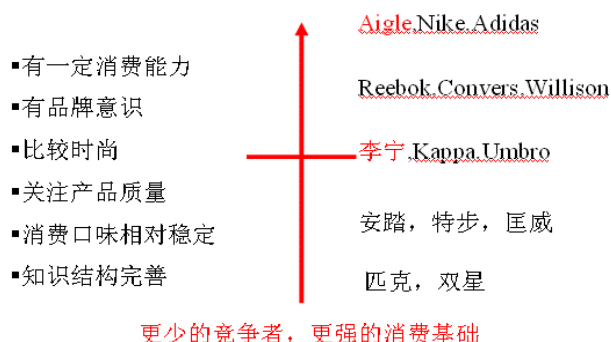 ▪有一定消费能力
▪有品牌意识
▪比较时尚
▪关注产品质量
▪消费口味相对稳定
▪知识结构完善
Aigle,Nike,Adidas
Reebok,Convers,Willison
李宁,Kappa,Umbro
安踏，特步，匡威
匹克，双星
更少的竞争者，更强的消费基础